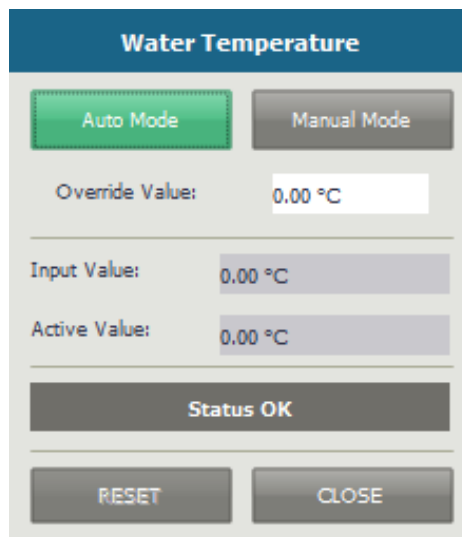 Water Temperature
Auto Mode Manual Mode
Override Value: 0.00 °C
Input Value: 0.00 °C
Active Value: 0.00 °C
Status OK
RESET CLOSE